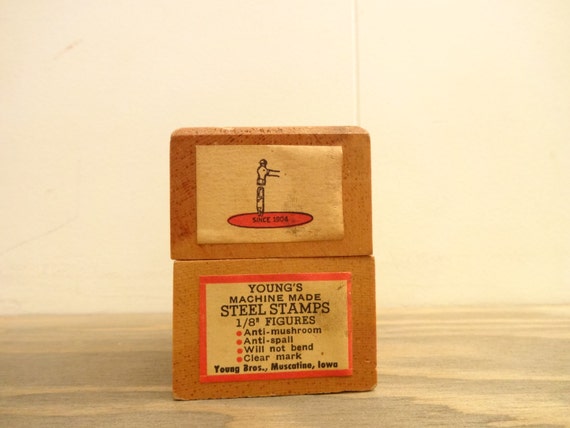 SINCE 1904
YOUNG'S
MACHINE MADE
STEEL STAMPS
1/8" FIGURES
Anti-mushroom
Anti-spall
Will not bend
Clear mark
Young Bros., Muscatine, Iowa